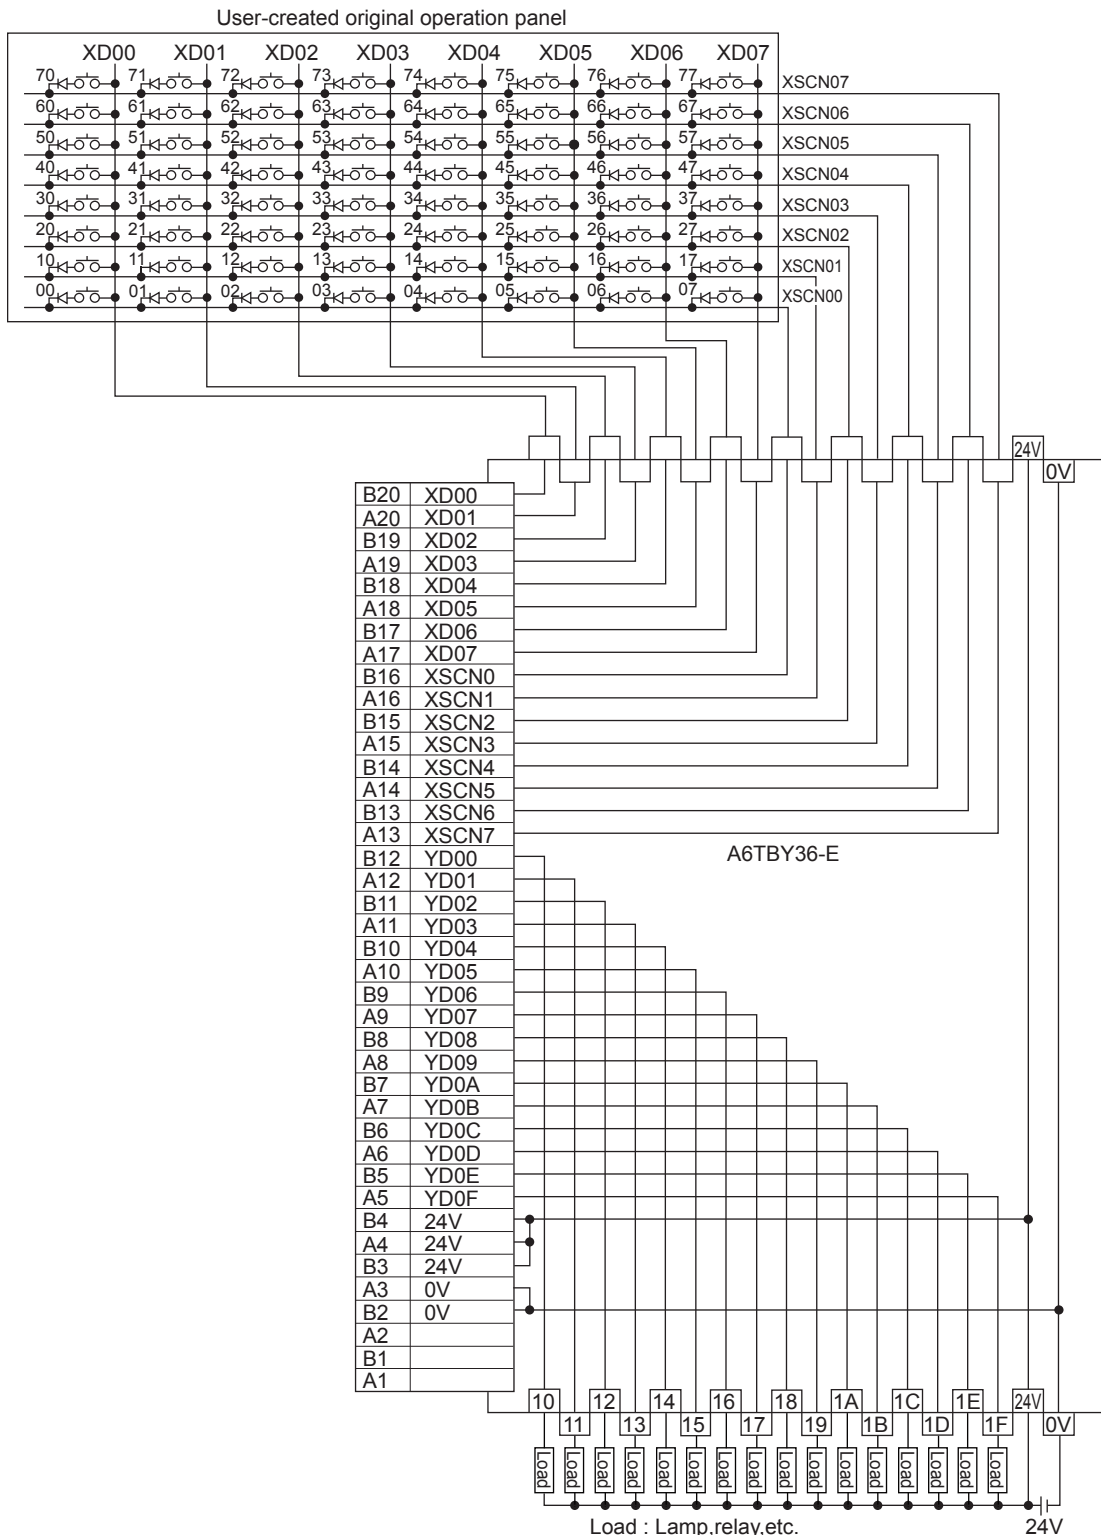 User-created original operation panel
XD00 XD01 XD02 XD03 XD04 XD05 XD06 XD07
70 71 72 73 74 75 76 77 XSCN07
60 61 62 63 64 65 66 67 XSCN06
50 51 52 53 54 55 56 57 XSCN05
40 41 42 43 44 45 46 47 XSCN04
30 31 32 33 34 35 36 37 XSCN03
20 21 22 23 24 25 26 27 XSCN02
10 11 12 13 14 15 16 17 XSCN01
00 01 02 03 04 05 06 07 XSCN00
24V
0V
B20 XD00
A20 XD01
B19 XD02
A19 XD03
B18 XD04
A18 XD05
B17 XD06
A17 XD07
B16 XSCN0
A16 XSCN1
B15 XSCN2
A15 XSCN3
B14 XSCN4
A14 XSCN5
B13 XSCN6
A13 XSCN7
A6TBY36-E
B12 YD00
A12 YD01
B11 YD02
A11 YD03
B10 YD04
A10 YD05
B9 YD06
A9 YD07
B8 YD08
A8 YD09
B7 YD0A
A7 YD0B
B6 YD0C
A6 YD0D
B5 YD0E
A5 YD0F
B4 24V
A4 24V
B3 24V
A3 0V
B2 0V
A2
B1
A1
10 12 14 16 18 1A 1C 1E 24V
11 13 15 17 19 1B 1D 1F 0V
Load Load Load Load Load Load Load Load Load Load Load Load Load Load Load Load
Load : Lamp,relay,etc. 24V